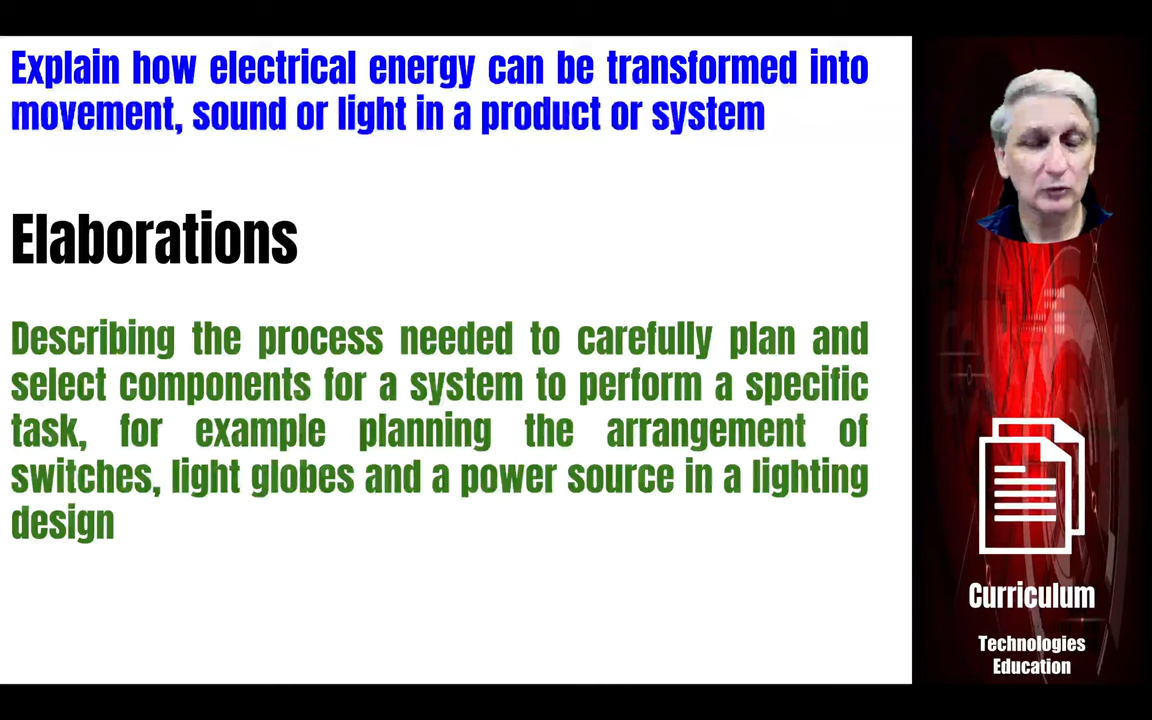 Explain how electrical energy can be transformed into
movement, sound or light in a product or system
Elaborations
Describing the process needed to carefully plan and
select components for a system to perform a specific
task, for example planning the arrangement of
switches, light globes and a power source in a lighting
design
Curriculum
Technologies
Education